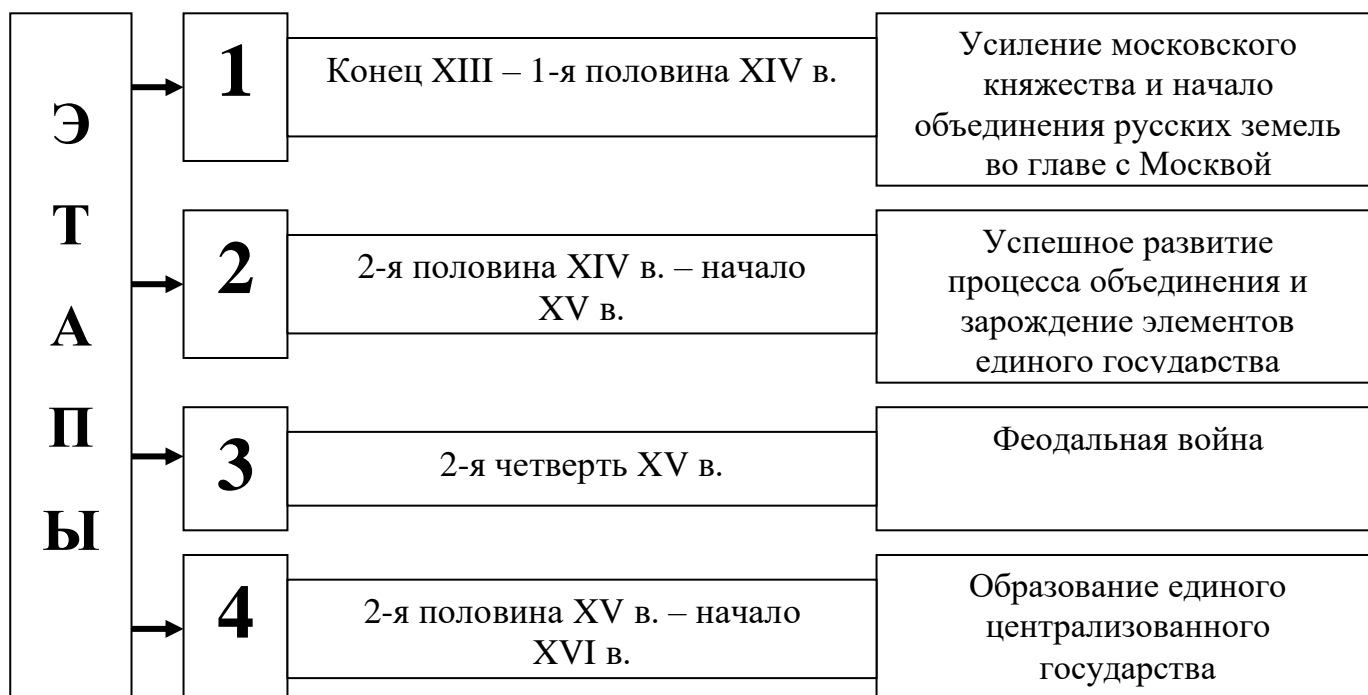 ЭТАПЫ
1
Конец XIII – 1-я половина XIV в.
Усиление московского
княжества и начало
объединения русских земель
во главе с Москвой
2
2-я половина XIV в. – начало
XV в.
Успешное развитие
процесса объединения и
зарождение элементов
единого государства
3
2-я четверть XV в.
Феодальная война
4
2-я половина XV в. – начало
XVI в.
Образование единого
централизованного
государства